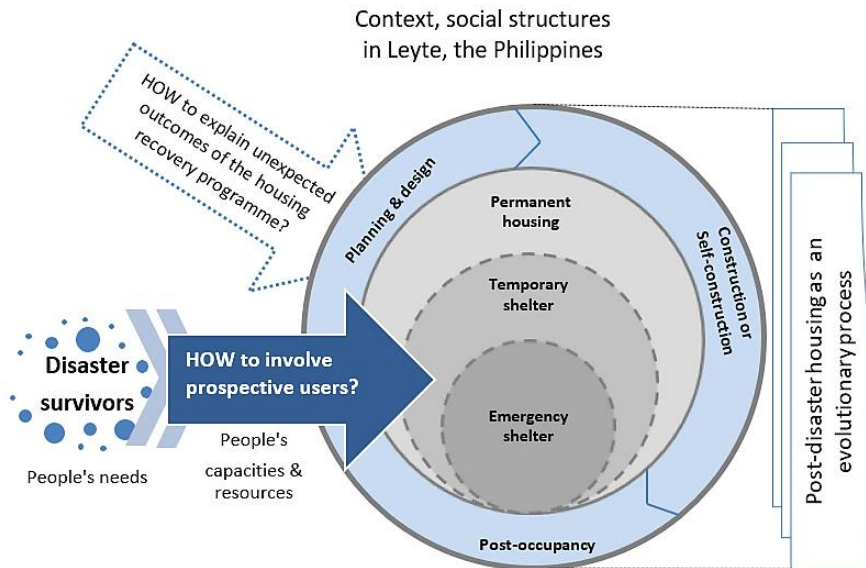 Context, social structures
in Leyte, the Philippines
HOW to explain unexpected
outcomes of the housing
recovery programme?
Planning & design
Permanent
housing
Construction or
Self-construction
Temporary
shelter
Emergency
shelter
Post-occupancy
Disaster
survivors
People's needs
HOW to involve
prospective users?
People's
capacities &
resources
Post-disaster housing as an
evolutionary process